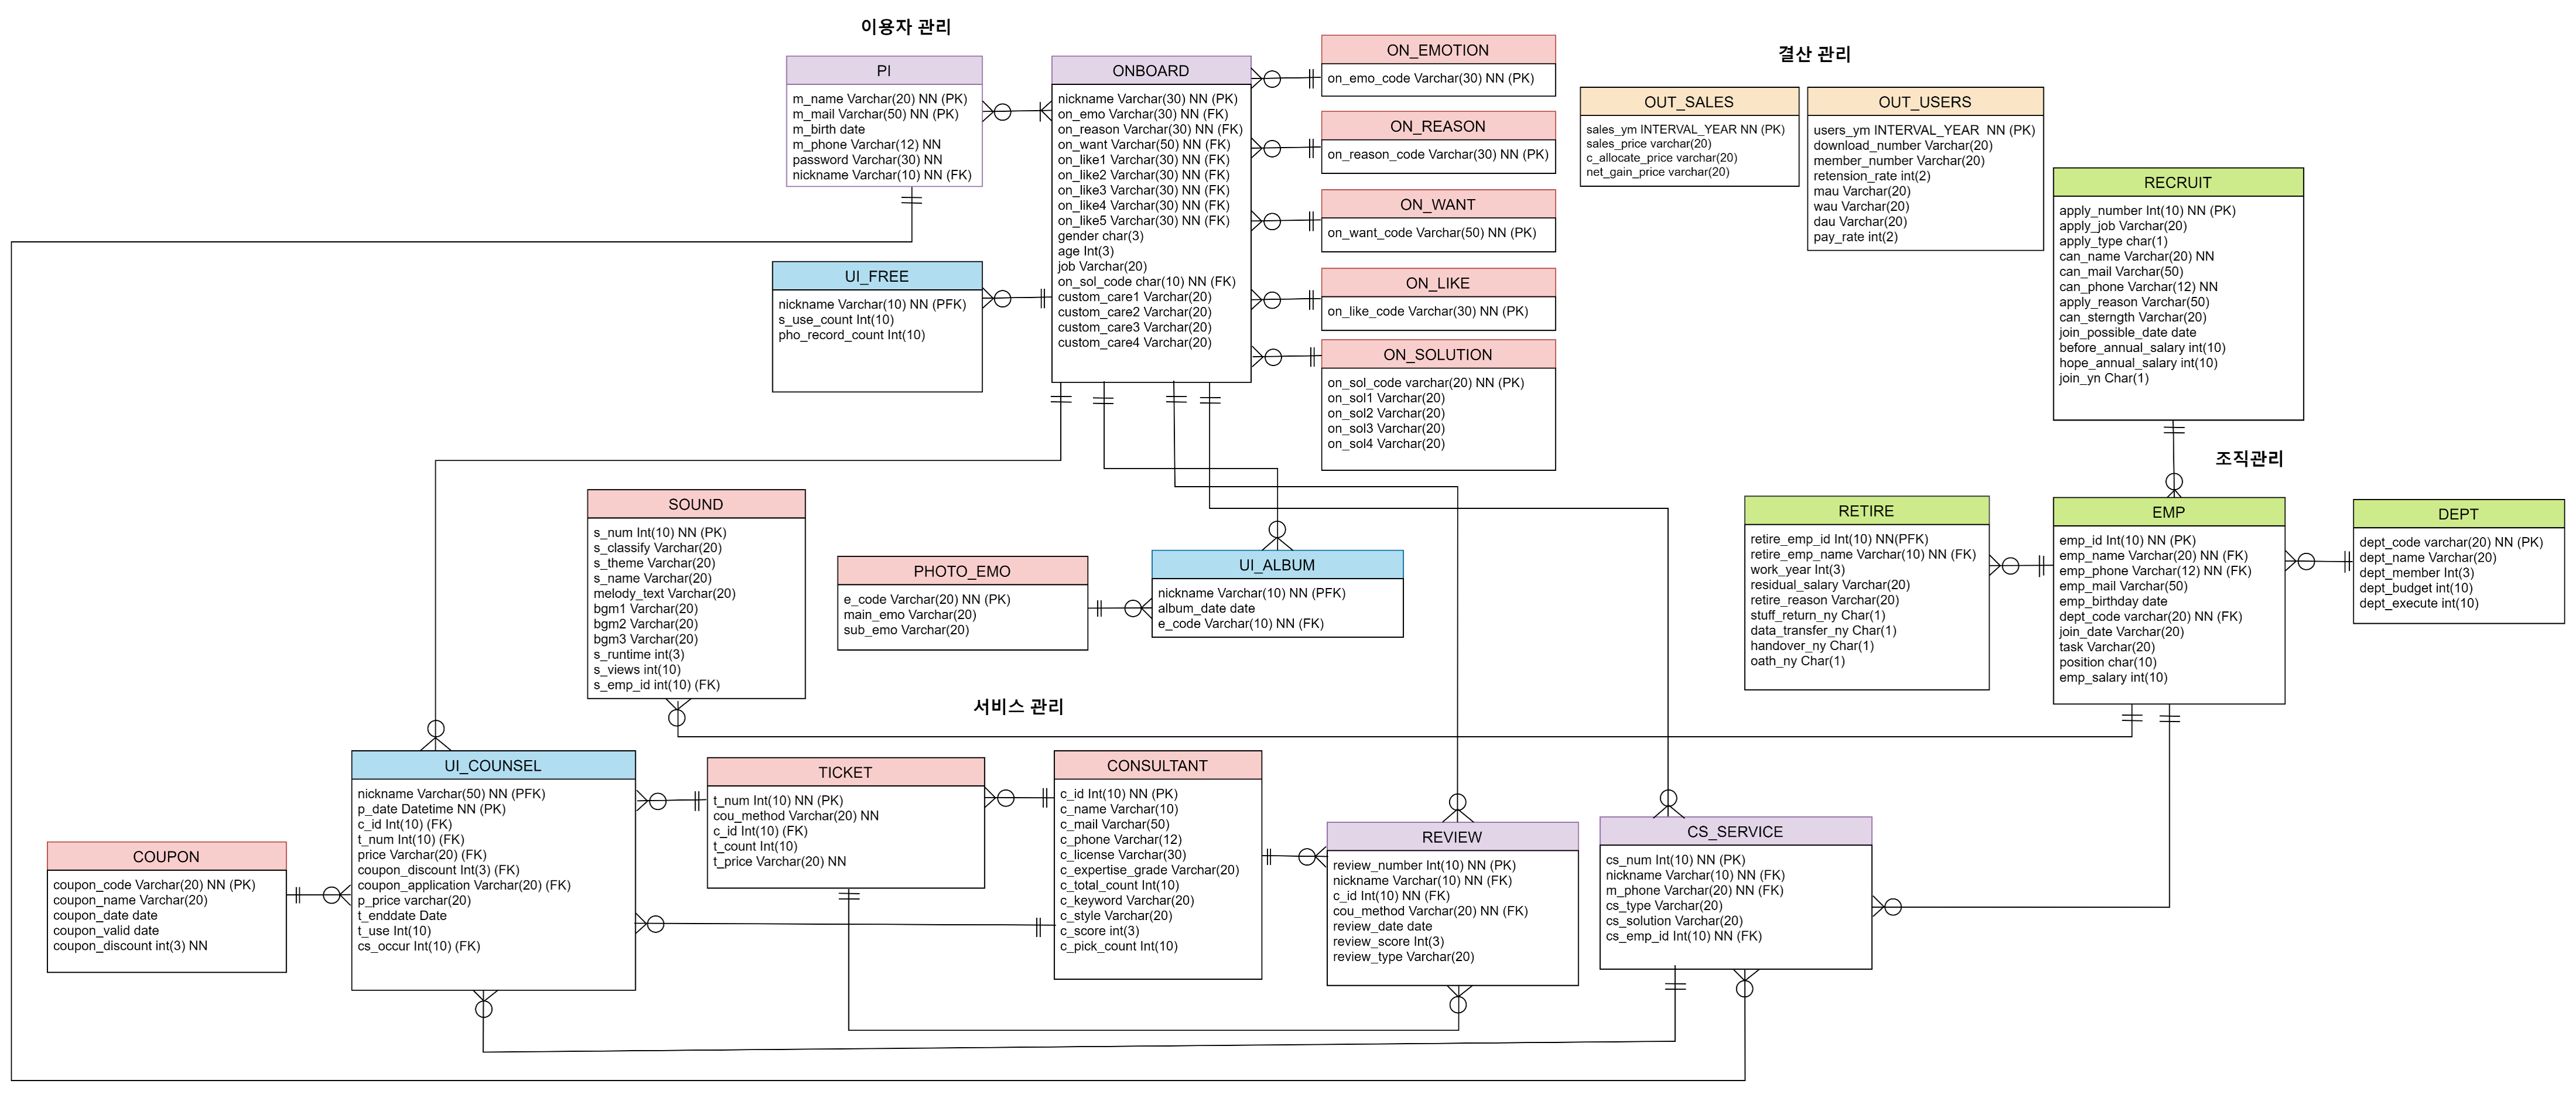 이용자 관리
PI
m_name Varchar(20) NN (PK)
m_mail Varchar(50) NN (PK)
m_birth date
m_phone Varchar(12) NN
password Varchar(30) NN
nickname Varchar(10) NN (FK)
ONBOARD
nickname Varchar(30) NN (PK)
on_emo Varchar(30) NN (FK)
on_reason Varchar(30) NN (FK)
on_want Varchar(50) NN (FK)
on_like1 Varchar(30) NN (FK)
on_like2 Varchar(30) NN (FK)
on_like3 Varchar(30) NN (FK)
on_like4 Varchar(30) NN (FK)
on_like5 Varchar(30) NN (FK)
gender char(3)
age Int(3)
job Varchar(20)
on_sol_code char(10) NN (FK)
custom_care1 Varchar(20)
custom_care2 Varchar(20)
custom_care3 Varchar(20)
custom_care4 Varchar(20)
ON_EMOTION
on_emo_code Varchar(30) NN (PK)
ON_REASON
on_reason_code Varchar(30) NN (PK)
ON_WANT
on_want_code Varchar(50) NN (PK)
ON_LIKE
on_like_code Varchar(30) NN (PK)
ON_SOLUTION
on_sol_code varchar(20) NN (PK)
on_sol1 Varchar(20)
on_sol2 Varchar(20)
on_sol3 Varchar(20)
on_sol4 Varchar(20)
UI_FREE
nickname Varchar(10) NN (PFK)
s_use_count Int(10)
pho_record_count Int(10)
결산 관리
OUT_SALES
sales_ym INTERVAL_YEAR NN (PK)
sales_price varchar(20)
c_allocate_price varchar(20)
net_gain_price varchar(20)
OUT_USERS
users_ym INTERVAL_YEAR  NN (PK)
download_number Varchar(20)
member_number Varchar(20)
retension_rate int(2)
mau Varchar(20)
wau Varchar(20)
dau Varchar(20)
pay_rate int(2)
RECRUIT
apply_number Int(10) NN (PK)
apply_job Varchar(20)
apply_type char(1)
can_name Varchar(20) NN
can_mail Varchar(50)
can_phone Varchar(12) NN
apply_reason Varchar(50)
can_sterngth Varchar(20)
join_possible_date date
before_annual_salary int(10)
hope_annual_salary int(10)
join_yn Char(1)
조직관리
RETIRE
retire_emp_id Int(10) NN(PFK)
retire_emp_name Varchar(10) NN (FK)
work_year Int(3)
residual_salary Varchar(20)
retire_reason Varchar(20)
stuff_return_ny Char(1)
data_transfer_ny Char(1)
handover_ny Char(1)
oath_ny Char(1)
EMP
emp_id Int(10) NN (PK)
emp_name Varchar(20) NN (FK)
emp_phone Varchar(12) NN (FK)
emp_mail Varchar(50)
emp_birthday date
dept_code varchar(20) NN (FK)
join_date Varchar(20)
task Varchar(20)
position char(10)
emp_salary int(10)
DEPT
dept_code varchar(20) NN (PK)
dept_name Varchar(20)
dept_member Int(3)
dept_budget int(10)
dept_execute int(10)
SOUND
s_num Int(10) NN (PK)
s_classify Varchar(20)
s_theme Varchar(20)
s_name Varchar(20)
melody_text Varchar(20)
bgm1 Varchar(20)
bgm2 Varchar(20)
bgm3 Varchar(20)
s_runtime int(3)
s_views int(10)
s_emp_id int(10) (FK)
PHOTO_EMO
e_code Varchar(20) NN (PK)
main_emo Varchar(20)
sub_emo Varchar(20)
UI_ALBUM
nickname Varchar(10) NN (PFK)
album_date date
e_code Varchar(10) NN (FK)
서비스 관리
COUPON
coupon_code Varchar(20) NN (PK)
coupon_name Varchar(20)
coupon_date date
coupon_valid date
coupon_discount int(3) NN
UI_COUNSEL
nickname Varchar(50) NN (PFK)
p_date Datetime NN (PK)
c_id Int(10) (FK)
t_num Int(10) (FK)
price Varchar(20) (FK)
coupon_discount Int(3) (FK)
coupon_application Varchar(20) (FK)
p_price varchar(20)
t_enddate Date
t_use Int(10)
cs_occur Int(10) (FK)
TICKET
t_num Int(10) NN (PK)
cou_method Varchar(20) NN
c_id Int(10) (FK)
t_count Int(10)
t_price Varchar(20) NN
CONSULTANT
c_id Int(10) NN (PK)
c_name Varchar(10)
c_mail Varchar(50)
c_phone Varchar(12)
c_license Varchar(30)
c_expertise_grade Varchar(20)
c_total_count Int(10)
c_keyword Varchar(20)
c_style Varchar(20)
c_score int(3)
c_pick_count Int(10)
REVIEW
review_number Int(10) NN (PK)
nickname Varchar(10) NN (FK)
c_id Int(10) NN (FK)
cou_method Varchar(20) NN (FK)
review_date date
review_score Int(3)
review_type Varchar(20)
CS_SERVICE
cs_num Int(10) NN (PK)
nickname Varchar(10) NN (FK)
m_phone Varchar(20) NN (FK)
cs_type Varchar(20)
cs_solution Varchar(20)
cs_emp_id Int(10) NN (FK)